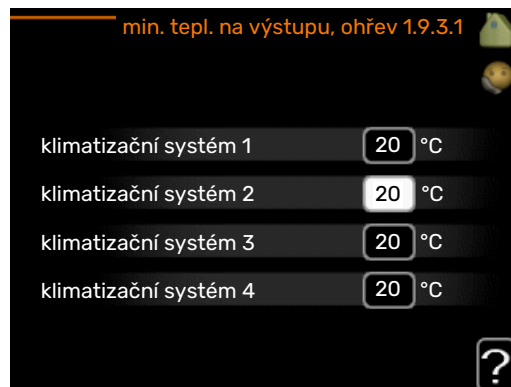 min. tepl. na výstupu, ohřev 1.9.3.1
klimatizační systém 1 20 °C
klimatizační systém 2 20 °C
klimatizační systém 3 20 °C
klimatizační systém 4 20 °C
?